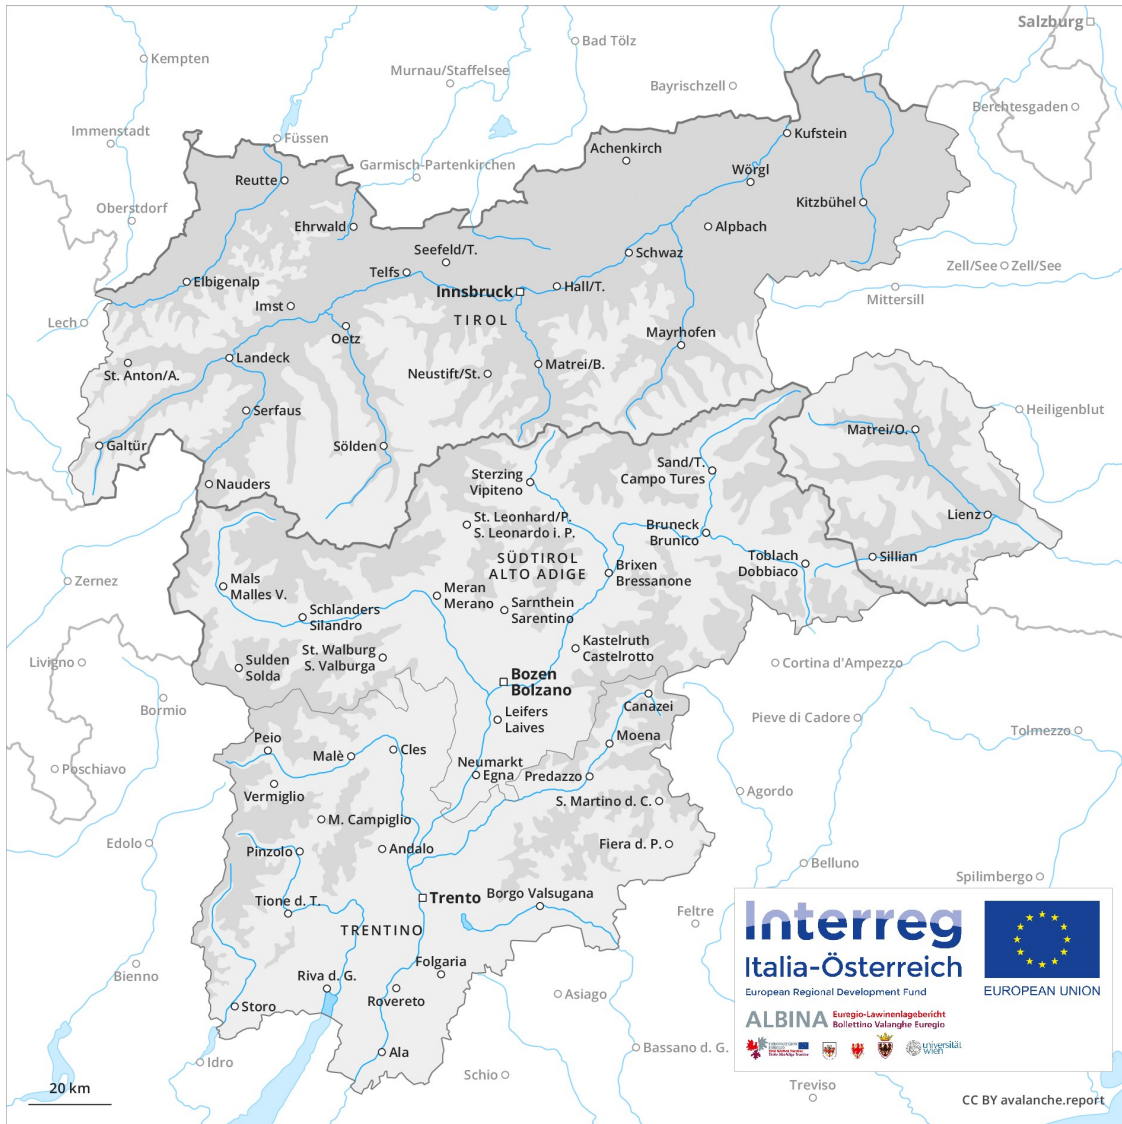 Salzburg
Bad Tölz
Kempten
Murnau/Staffelsee
Bayrischzell
Berchtesgaden
Immenstadt
Füssen
Kufstein
Achenkirch
Garmisch-Partenkirchen
Wörgl
Reutte
Oberstdorf
Kitzbühel
Ehrwald
Alpbach
Seefeld/T.
Schwaz
Telfs
Zell/See
Zell/See
Elbigenalp
Innsbruck
Hall/T.
Mittersill
Imst
TIROL
Lech
Oetz
Mayrhofen
Landeck
Matrei/B.
St. Anton/A.
Neustift/St.
Serfaus
Heiligenblut
Matrei/O.
Galtür
Sölden
Sterzing
Vipiteno
Sand/T.
Campo Tures
Nauders
St. Leonhard/P.
S. Leonardo i. P.
Lienz
Bruneck
Brunico
SÜDTIROL
ALTO ADIGE
Toblach
Dobbiaco
Sillian
Brixen
Bressanone
Zernez
Mals
Malles V.
Meran
Merano
Sarnthein
Sarentino
Schlanders
Silandro
Kastelruth
Castelrotto
St. Walburg
S. Valburga
Livigno
Sulden
Solda
Cortina d'Ampezzo
Bozen
Bolzano
Bormio
Canazei
Leifers
Laives
Pieve di Cadore
Tolmezzo
Peio
Moena
Malè
Cles
Neumarkt
Egna
Predazzo
Poschiavo
Vermiglio
Agordo
S. Martino d. C.
M. Campiglio
Edolo
Pinzolo
Andalo
Fiera d. P.
Belluno
Spilimbergo
Tione d. T.
Trento
Borgo Valsugana
Feltre
TRENTINO
Interreg
Italia-Österreich
European Regional Development Fund
EUROPEAN UNION
Folgaria
Bienno
Riva d. G.
Rovereto
Asiago
Storo
ALBINA
Euregio-Lawinenlagebericht
Bollettino Valanghe Euregio
universität
wien
Ala
Bassano d. G.
Idro
Schio
20 km
Treviso
CC BY avalanche.report